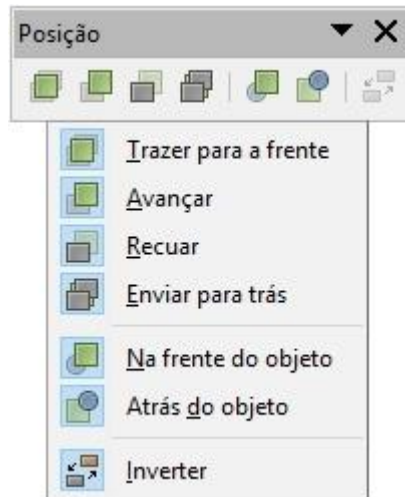 Posição
Trazer para a frente
Avançar
Recuar
Enviar para trás
Na frente do objeto
Atrás do objeto
Inverter